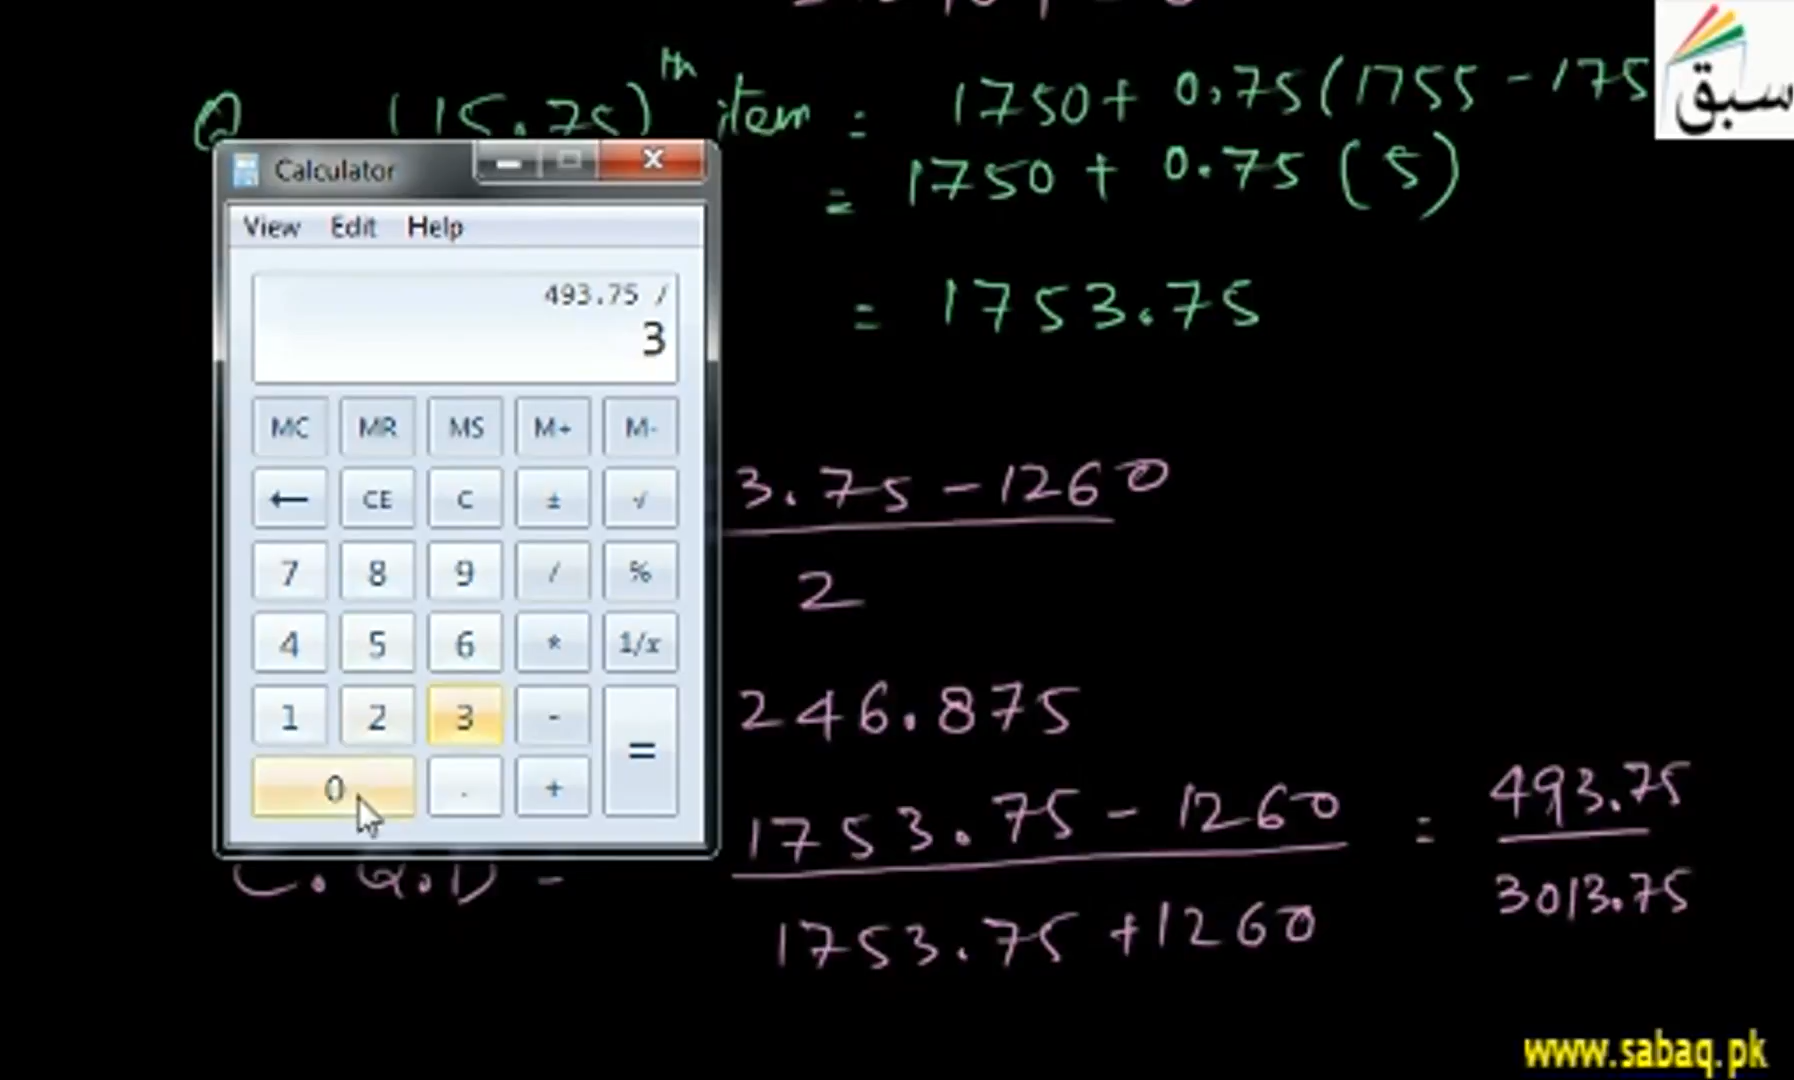 Q (15.75)th item = 1750 + 0.75 (1755 - 175
سبق
= 1750 + 0.75 (5)
= 1753.75
Calculator
View Edit Help
493.75 /
3
MC MR MS M+ M-
← CE C ± √
7 8 9 / %
4 5 6 * 1/x
1 2 3 - =
0 . +
3.75 - 1260
2
246.875
C.Q.D = 1753.75 - 1260 = 493.75
1753.75 + 1260 3013.75
www.sabaq.pk